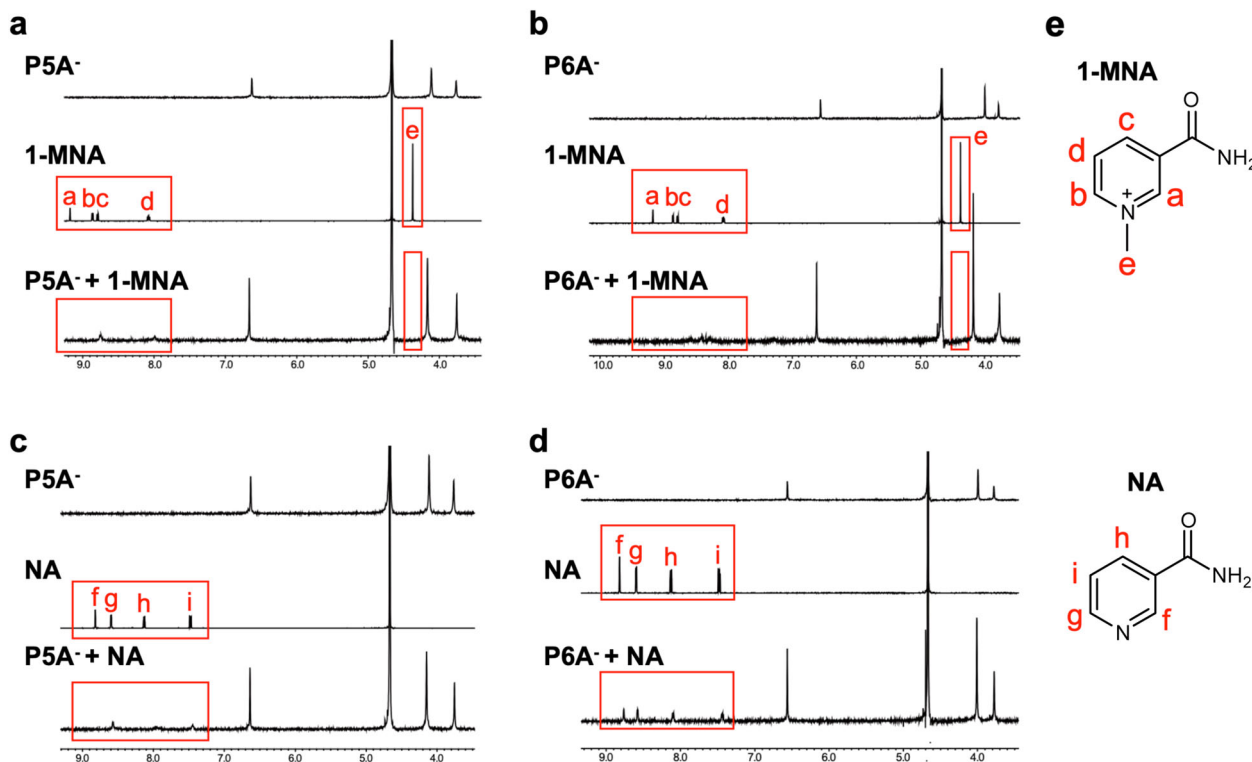 a
P5A-
1-MNA
a bc d e
P5A- + 1-MNA
9.0 8.0 7.0 6.0 5.0 4.0
b
P6A-
1-MNA
a bc d e
P6A- + 1-MNA
10.0 9.0 8.0 7.0 6.0 5.0 4.0
e
1-MNA
O
c
NH2
d
b
+
a
N
e
c
P5A-
NA
f g h i
P5A- + NA
9.0 8.0 7.0 6.0 5.0 4.0
d
P6A-
NA
f g h i
P6A- + NA
9.0 8.0 7.0 6.0 5.0 4.0
NA
O
h
NH2
i
g
f
N